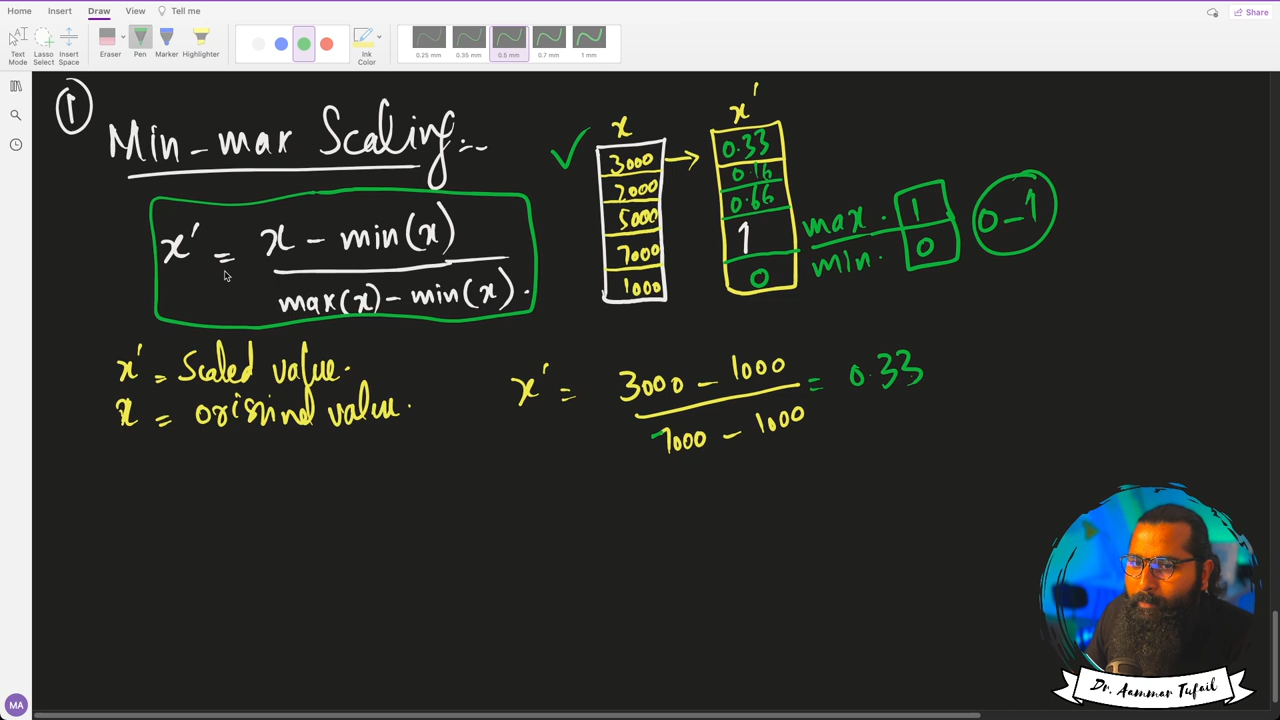 Home Insert Draw View Tell me
Share
Text Mode
Lasso Select
Insert Space
Eraser
Pen
Marker
Highlighter
Ink Color
0.25 mm
0.35 mm
0.5 mm
0.7 mm
1 mm
1
Min-max Scaling:-
x' = x - min(x) / max(x) - min(x).
x' = Scaled value.
x = original value.
✓
x
3000 →
2000
5000
7000
1000
x'
0.33
0.16
0.66
1
0
max. 1
min. 0
0-1
x' = 3000 - 1000 / 7000 - 1000 = 0.33
MA
Dr. Aammar Tufail